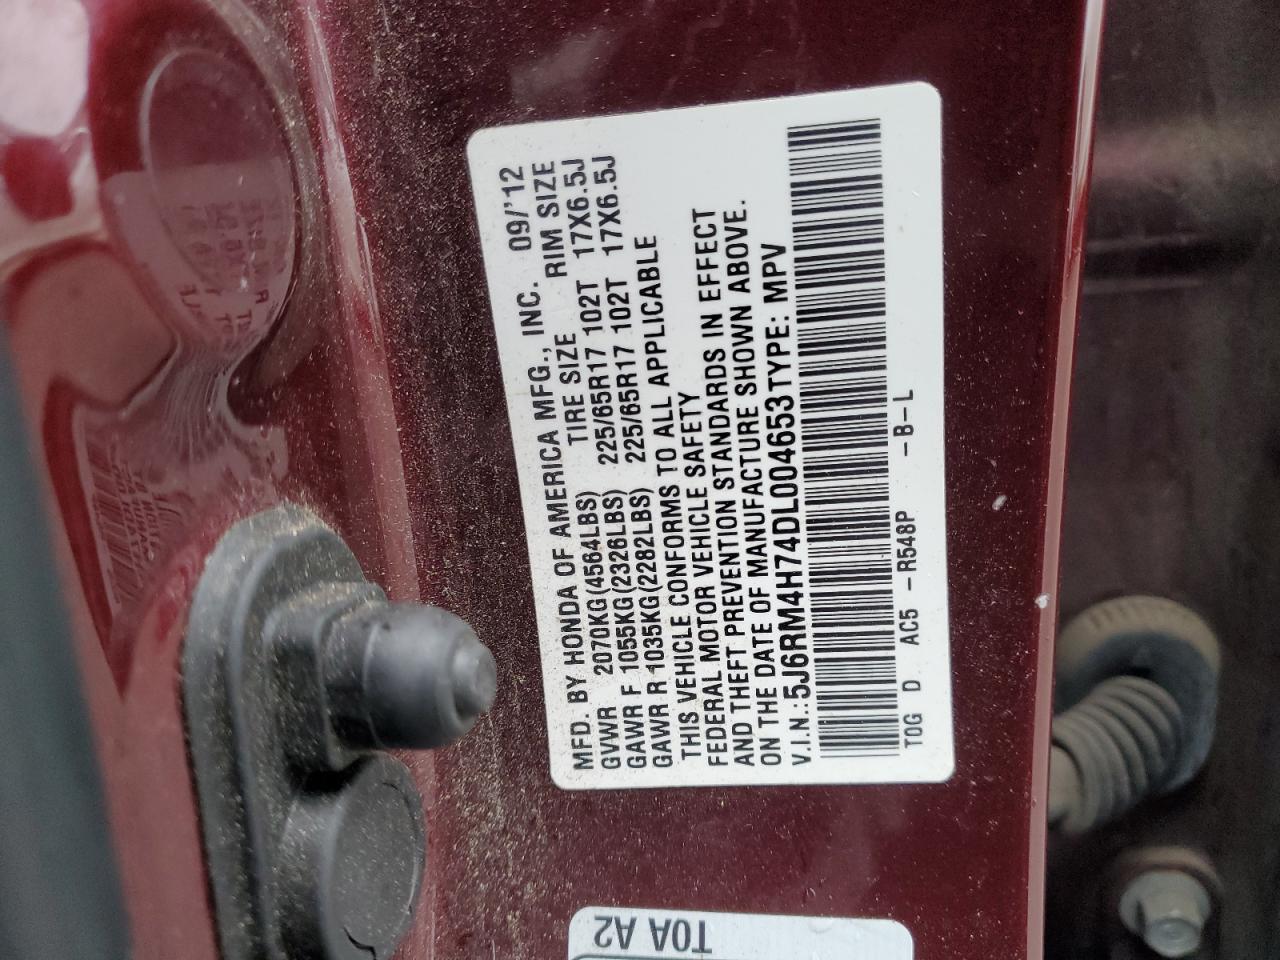 MFD. BY HONDA OF AMERICA MFG., INC. 09/'12
GVWR 2070KG(4564LBS) TIRE SIZE RIM SIZE
GAWR F 1055KG(2326LBS) 225/65R17 102T 17X6.5J
GAWR R 1035KG(2282LBS) 225/65R17 102T 17X6.5J
THIS VEHICLE CONFORMS TO ALL APPLICABLE
FEDERAL MOTOR VEHICLE SAFETY
AND THEFT PREVENTION STANDARDS IN EFFECT
ON THE DATE OF MANUFACTURE SHOWN ABOVE.
V.I.N.:5J6RM4H74DL004653TYPE: MPV
T0G D AC5 -R548P -B-L
T0A A2